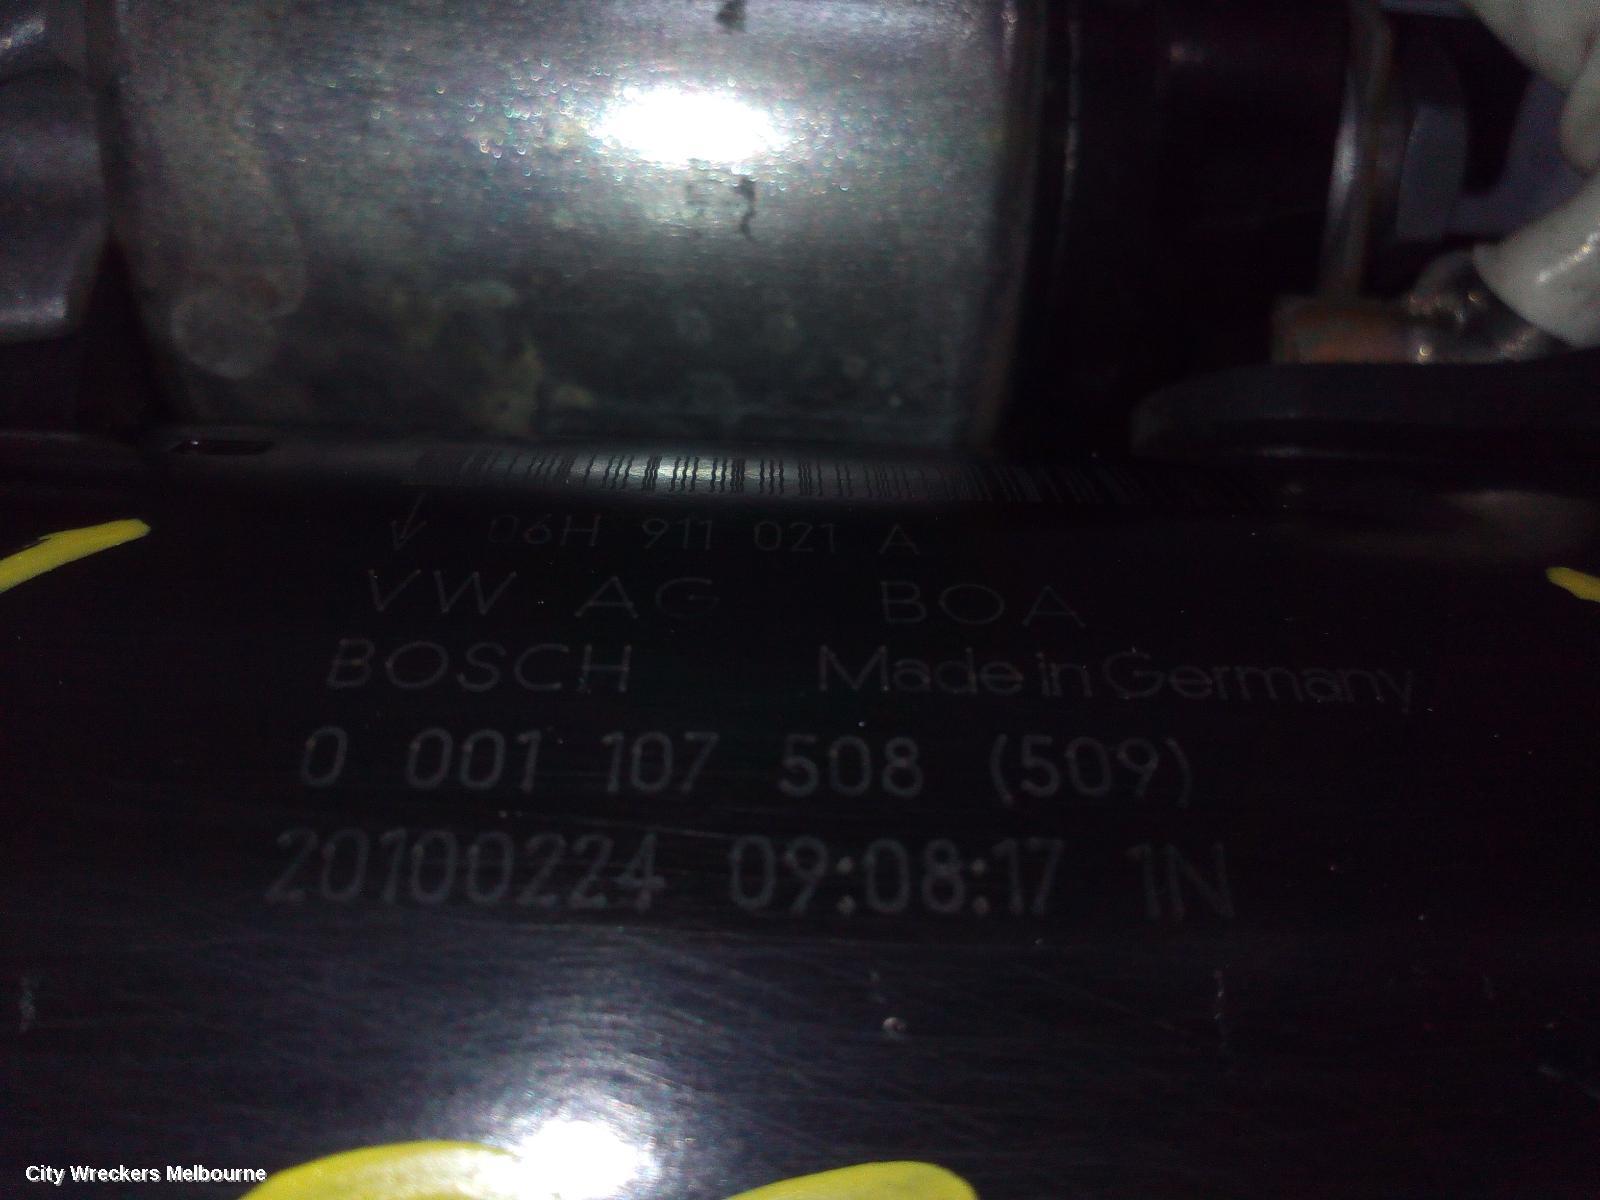 06H 911 021 A
VW AG BOA
BOSCH Made in Germany
0 001 107 508 (509)
20100224 09:08:17 1N
City Wreckers Melbourne